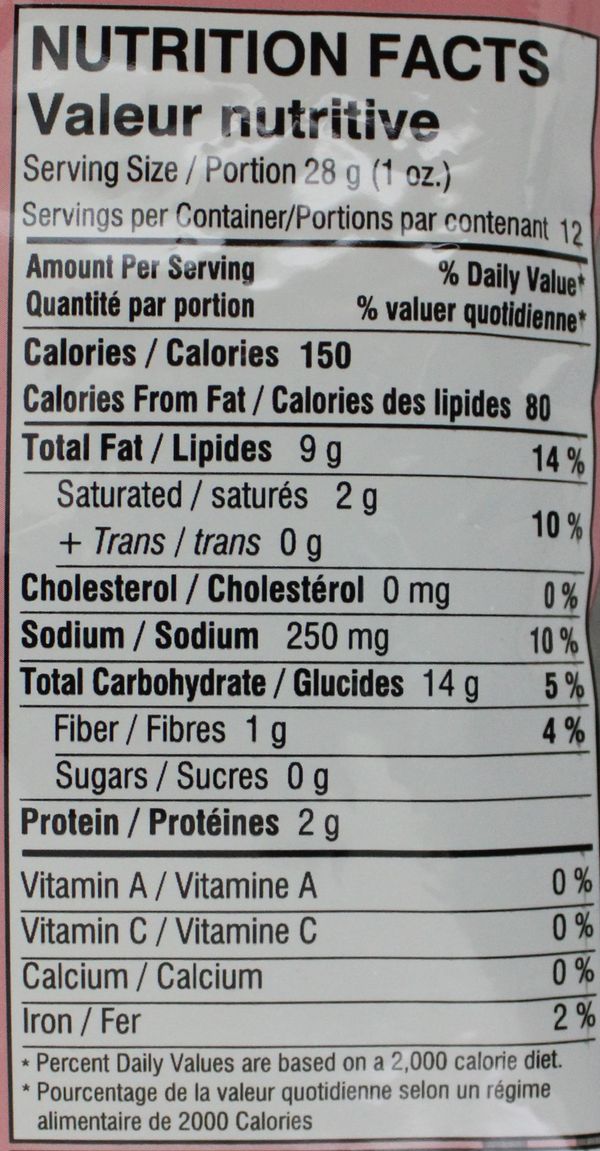 NUTRITION FACTS
Valeur nutritive
Serving Size / Portion 28 g (1 oz.)
Servings per Container/Portions par contenant 12
Amount Per Serving % Daily Value*
Quantité par portion % valuer quotidienne*
Calories / Calories 150
Calories From Fat / Calories des lipides 80
Total Fat / Lipides 9 g 14 %
Saturated / saturés 2 g
+ Trans / trans 0 g 10 %
Cholesterol / Cholestérol 0 mg 0 %
Sodium / Sodium 250 mg 10 %
Total Carbohydrate / Glucides 14 g 5 %
Fiber / Fibres 1 g 4 %
Sugars / Sucres 0 g
Protein / Protéines 2 g
Vitamin A / Vitamine A 0 %
Vitamin C / Vitamine C 0 %
Calcium / Calcium 0 %
Iron / Fer 2 %
* Percent Daily Values are based on a 2,000 calorie diet.
* Pourcentage de la valeur quotidienne selon un régime
alimentaire de 2000 Calories